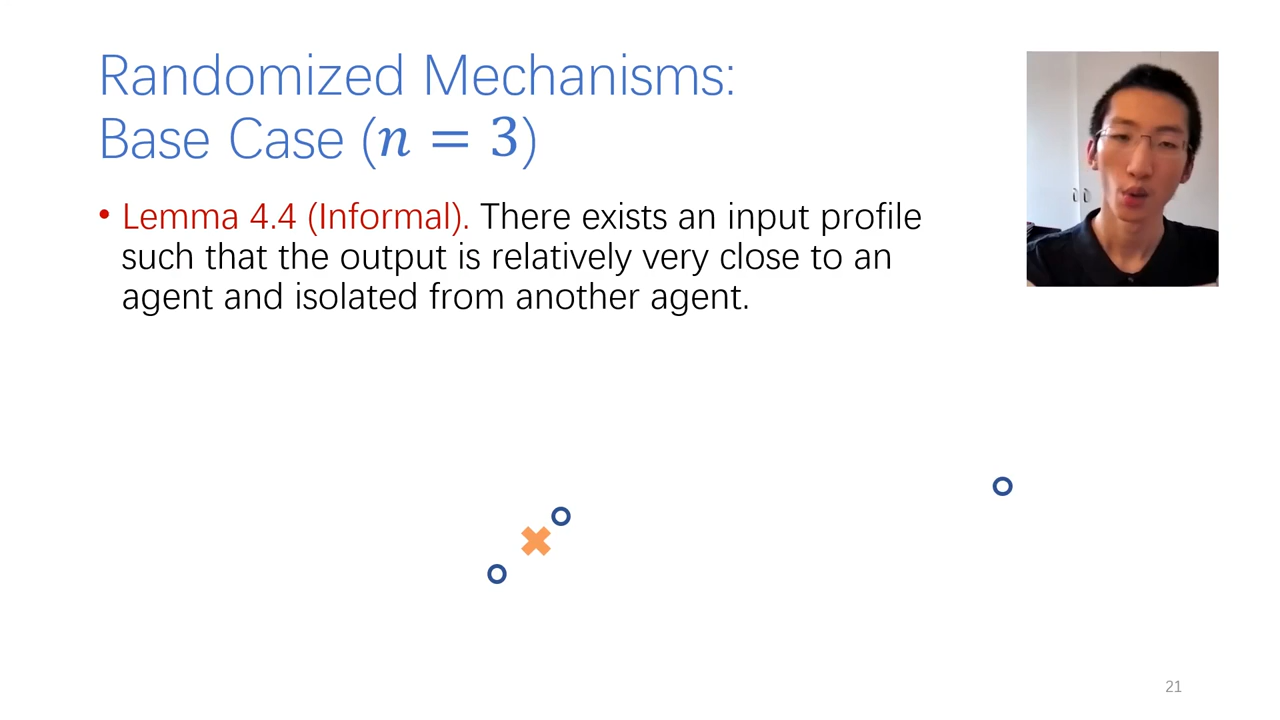 Randomized Mechanisms:
Base Case (n = 3)
• Lemma 4.4 (Informal). There exists an input profile
such that the output is relatively very close to an
agent and isolated from another agent.
21